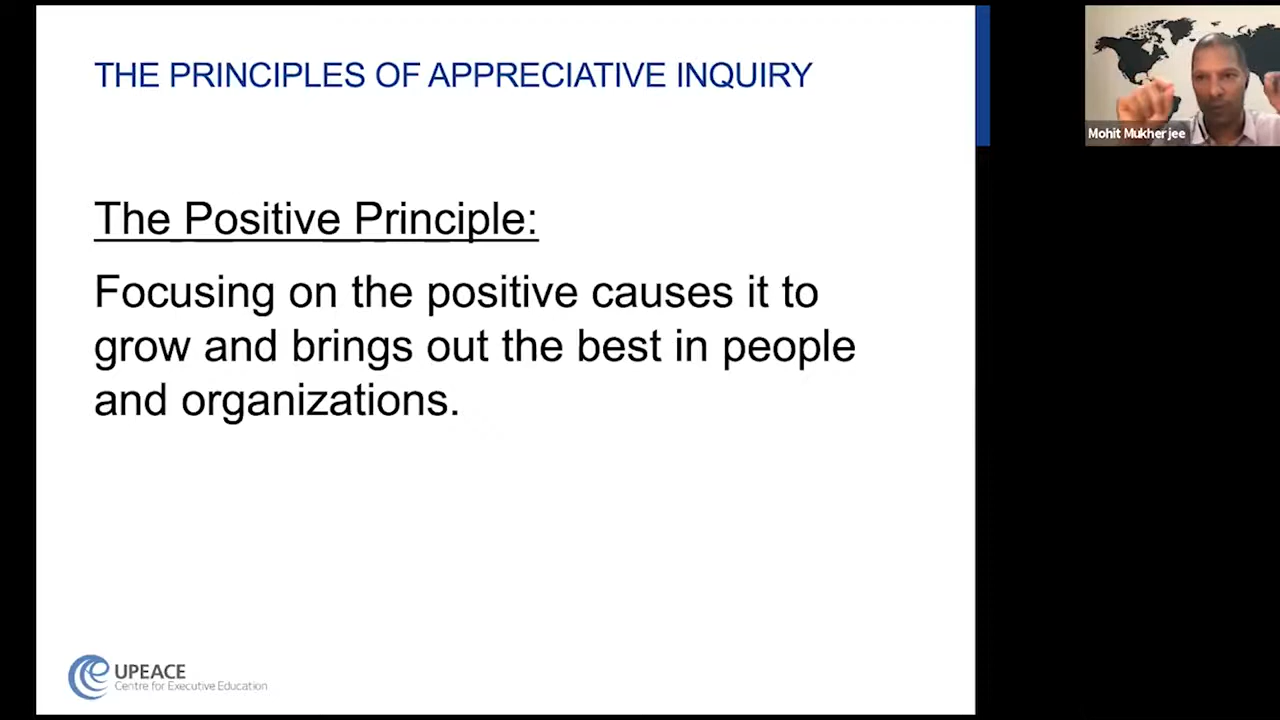 THE PRINCIPLES OF APPRECIATIVE INQUIRY
Mohit Mukherjee
The Positive Principle:
Focusing on the positive causes it to
grow and brings out the best in people
and organizations.
UPEACE
Centre for Executive Education